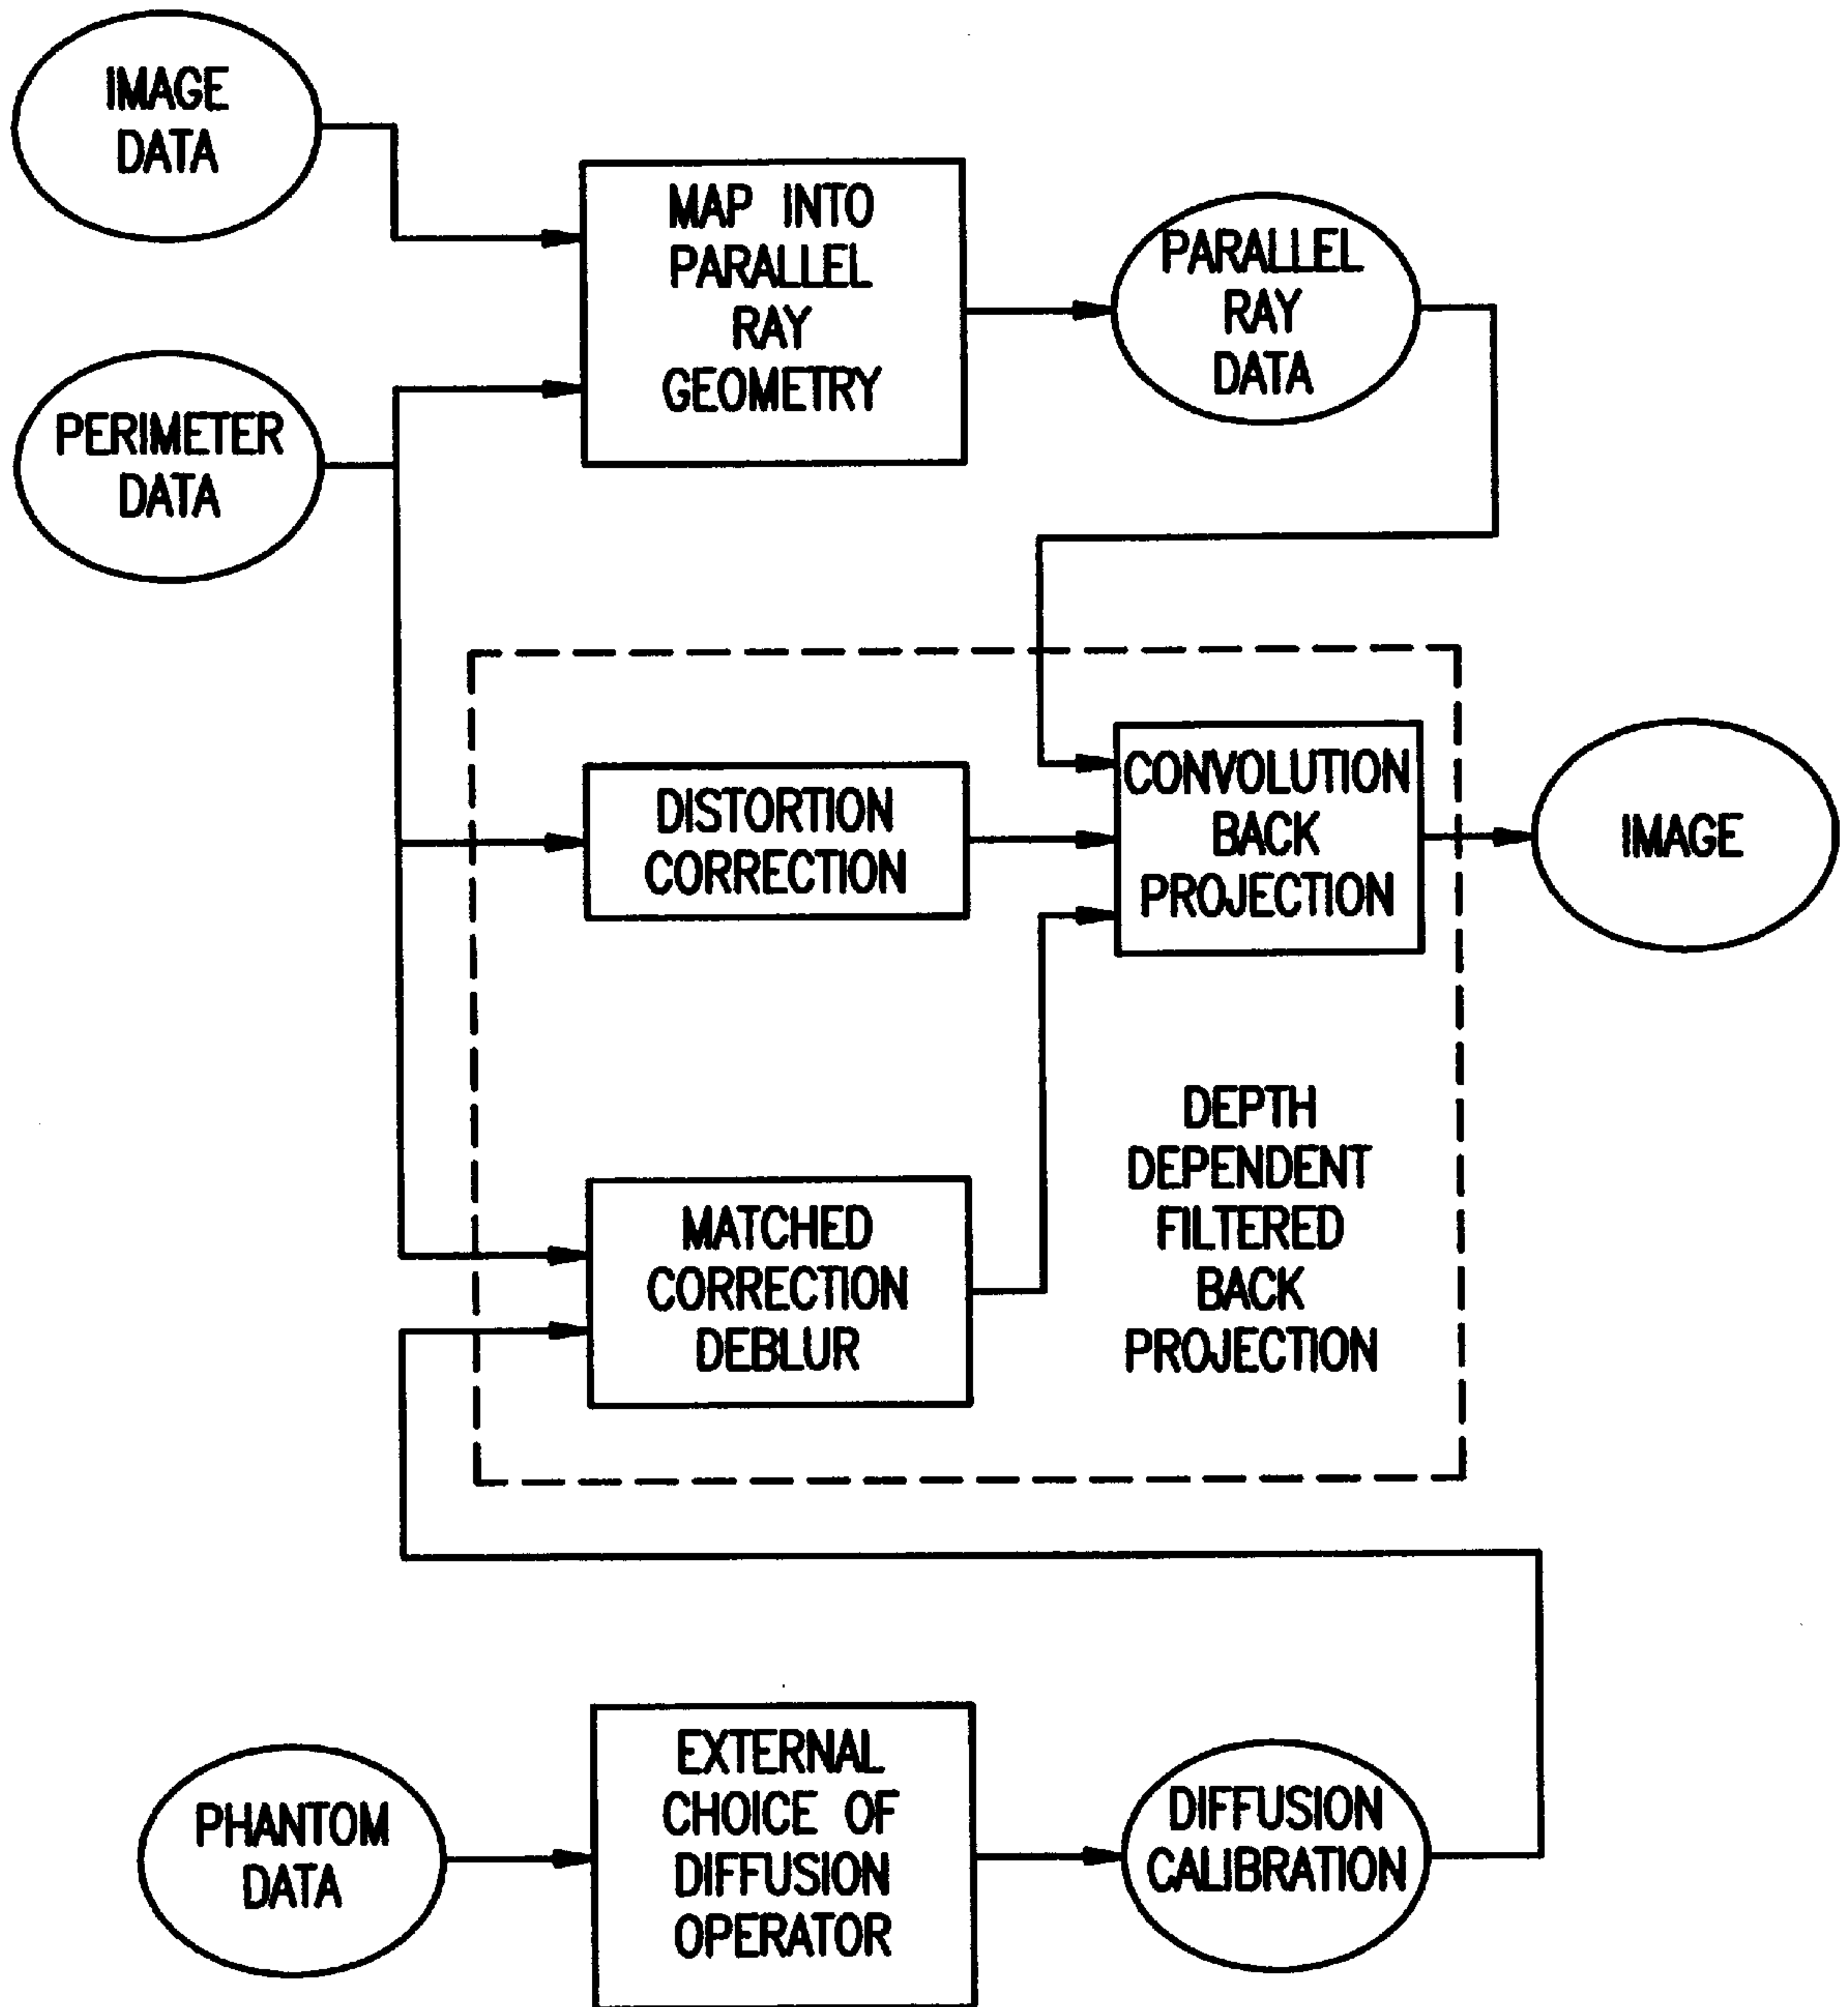 IMAGE
DATA
MAP INTO
PARALLEL
RAY
GEOMETRY
PARALLEL
RAY
DATA
PERIMETER
DATA
DISTORTION
CORRECTION
CONVOLUTION
BACK
PROJECTION
IMAGE
MATCHED
CORRECTION
DEBLUR
DEPTH
DEPENDENT
FILTERED
BACK
PROJECTION
PHANTOM
DATA
EXTERNAL
CHOICE OF
DIFFUSION
OPERATOR
DIFFUSION
CALIBRATION